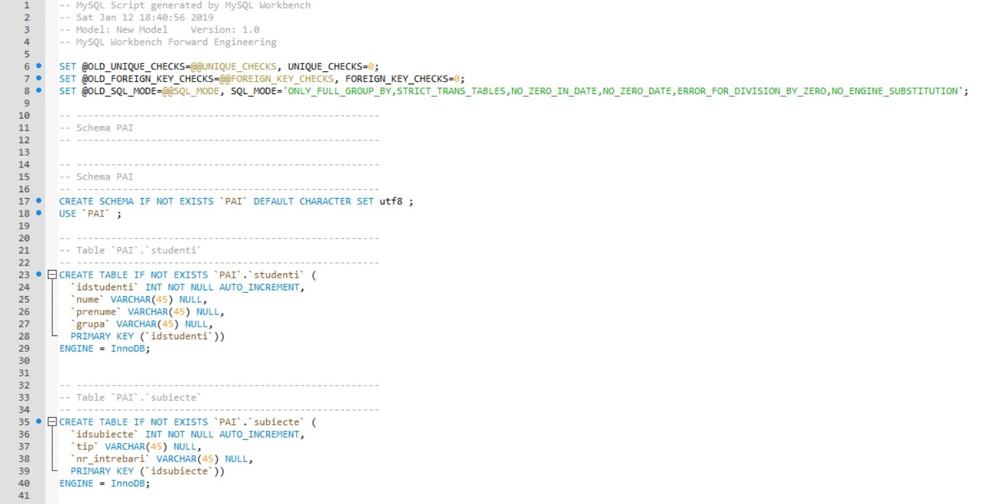 1 -- MySQL Script generated by MySQL Workbench
2 -- Sat Jan 12 18:40:56 2019
3 -- Model: New Model    Version: 1.0
4 -- MySQL Workbench Forward Engineering
5
6 SET @OLD_UNIQUE_CHECKS=@@UNIQUE_CHECKS, UNIQUE_CHECKS=0;
7 SET @OLD_FOREIGN_KEY_CHECKS=@@FOREIGN_KEY_CHECKS, FOREIGN_KEY_CHECKS=0;
8 SET @OLD_SQL_MODE=@@SQL_MODE, SQL_MODE='ONLY_FULL_GROUP_BY,STRICT_TRANS_TABLES,NO_ZERO_IN_DATE,NO_ZERO_DATE,ERROR_FOR_DIVISION_BY_ZERO,NO_ENGINE_SUBSTITUTION';
9
10 -- -----------------------------------------------------
11 -- Schema PAI
12 -- -----------------------------------------------------
13
14 -- -----------------------------------------------------
15 -- Schema PAI
16 -- -----------------------------------------------------
17 CREATE SCHEMA IF NOT EXISTS `PAI` DEFAULT CHARACTER SET utf8 ;
18 USE `PAI` ;
19
20 -- -----------------------------------------------------
21 -- Table `PAI`.`studenti`
22 -- -----------------------------------------------------
23 CREATE TABLE IF NOT EXISTS `PAI`.`studenti` (
24   `idstudenti` INT NOT NULL AUTO_INCREMENT,
25   `nume` VARCHAR(45) NULL,
26   `prenume` VARCHAR(45) NULL,
27   `grupa` VARCHAR(45) NULL,
28   PRIMARY KEY (`idstudenti`))
29 ENGINE = InnoDB;
30
31
32 -- -----------------------------------------------------
33 -- Table `PAI`.`subiecte`
34 -- -----------------------------------------------------
35 CREATE TABLE IF NOT EXISTS `PAI`.`subiecte` (
36   `idsubiecte` INT NOT NULL AUTO_INCREMENT,
37   `tip` VARCHAR(45) NULL,
38   `nr_intrebari` VARCHAR(45) NULL,
39   PRIMARY KEY (`idsubiecte`))
40 ENGINE = InnoDB;
41